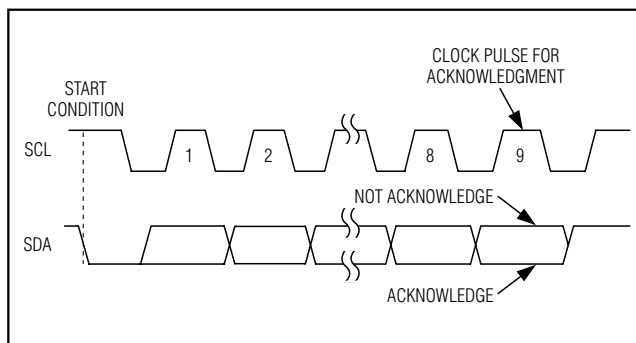 CLOCK PULSE FOR
ACKNOWLEDGMENT
START
CONDITION
SCL
1 2 8 9
NOT ACKNOWLEDGE
SDA
ACKNOWLEDGE